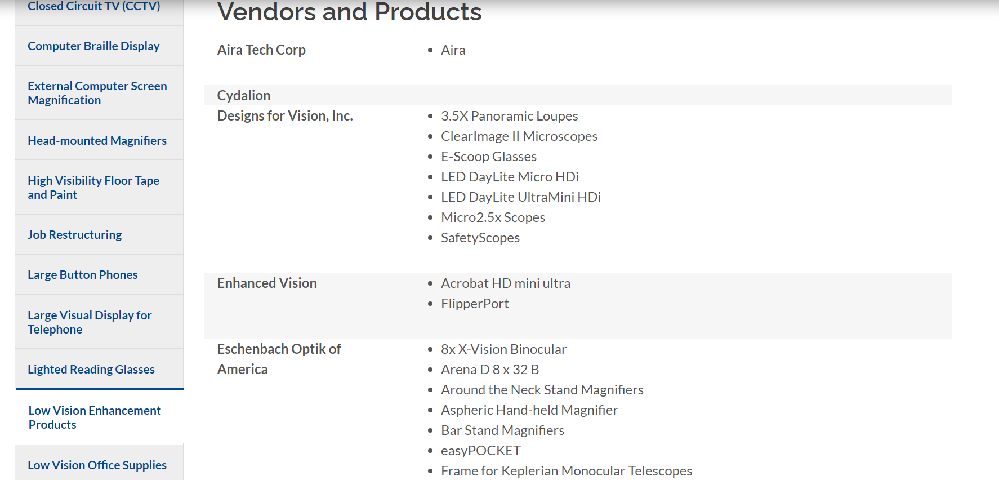 Closed Circuit TV (CCTV)
Computer Braille Display
External Computer Screen
Magnification
Head-mounted Magnifiers
High Visibility Floor Tape
and Paint
Job Restructuring
Large Button Phones
Large Visual Display for
Telephone
Lighted Reading Glasses
Low Vision Enhancement
Products
Low Vision Office Supplies
Vendors and Products
Aira Tech Corp
• Aira
Cydalion
Designs for Vision, Inc.
• 3.5X Panoramic Loupes
• ClearImage II Microscopes
• E-Scoop Glasses
• LED DayLite Micro HDi
• LED DayLite UltraMini HDi
• Micro2.5x Scopes
• SafetyScopes
Enhanced Vision
• Acrobat HD mini ultra
• FlipperPort
Eschenbach Optik of
America
• 8x X-Vision Binocular
• Arena D 8 x 32 B
• Around the Neck Stand Magnifiers
• Aspheric Hand-held Magnifier
• Bar Stand Magnifiers
• easyPOCKET
• Frame for Keplerian Monocular Telescopes